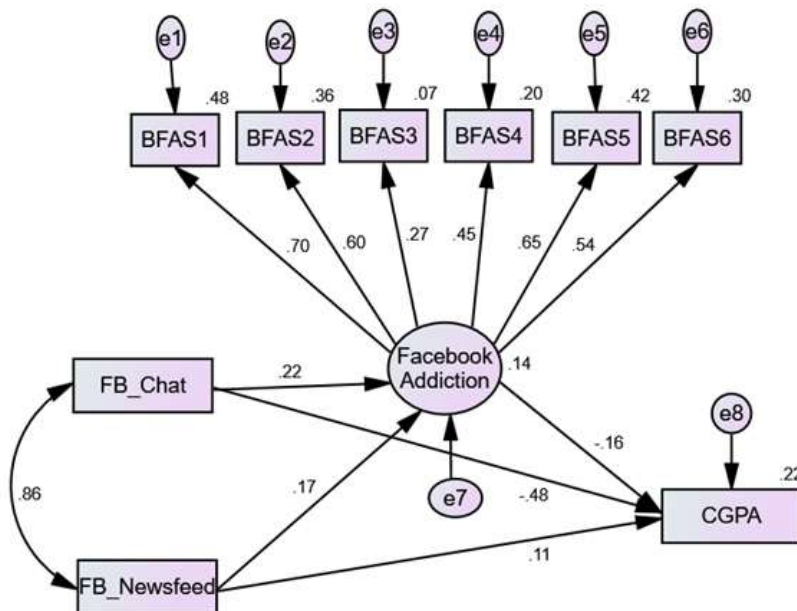 e1
e2
e3
e4
e5
e6
.48
.36
.07
.20
.42
.30
BFAS1
BFAS2
BFAS3
BFAS4
BFAS5
BFAS6
.70
.60
.27
.45
.65
.54
Facebook
Addiction
.14
FB_Chat
.22
e8
-.16
.86
.17
e7
-.48
.22
CGPA
.11
FB_Newsfeed